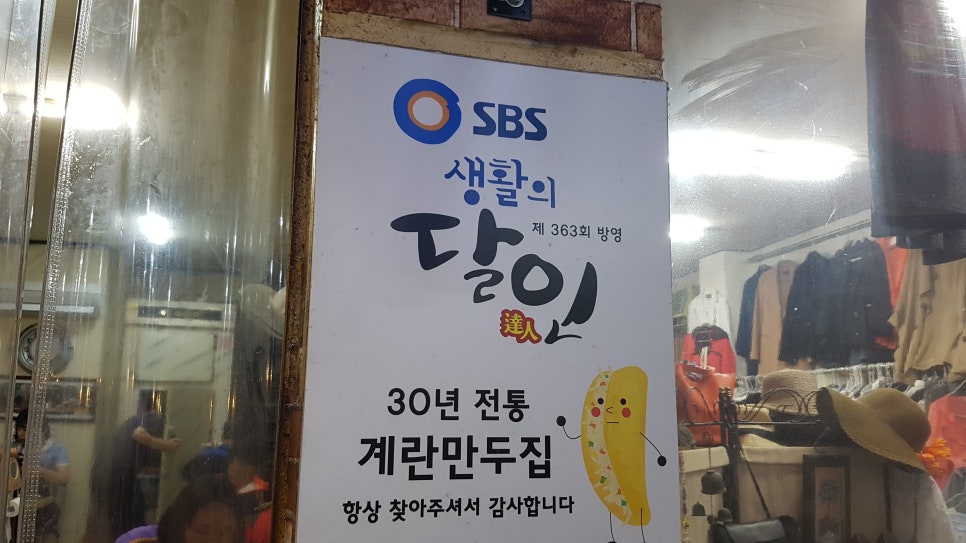 SBS
생활의
달인
제 363회 방영
達人
30년 전통
계란만두집
항상 찾아주셔서 감사합니다